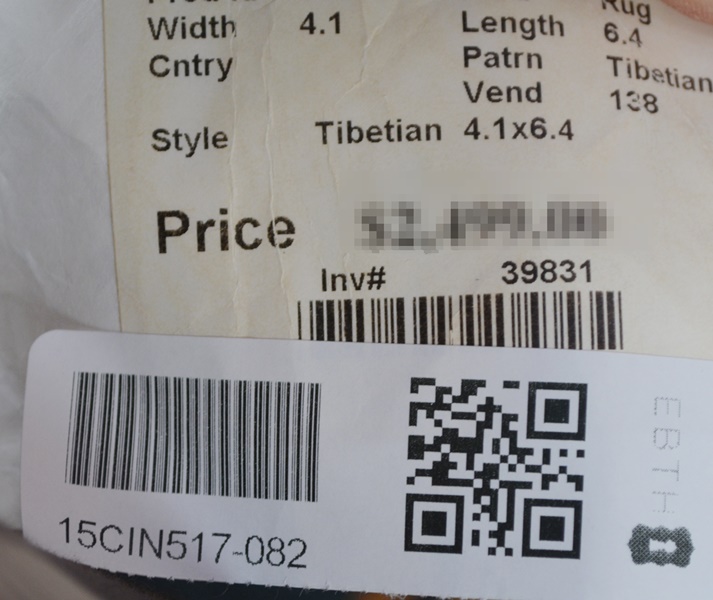 Rug
Width 4.1 Length 6.4
Cntry Patrn Tibetian
Vend 138
Style Tibetian 4.1x6.4
Price
Inv# 39831
15CIN517-082
EBTH